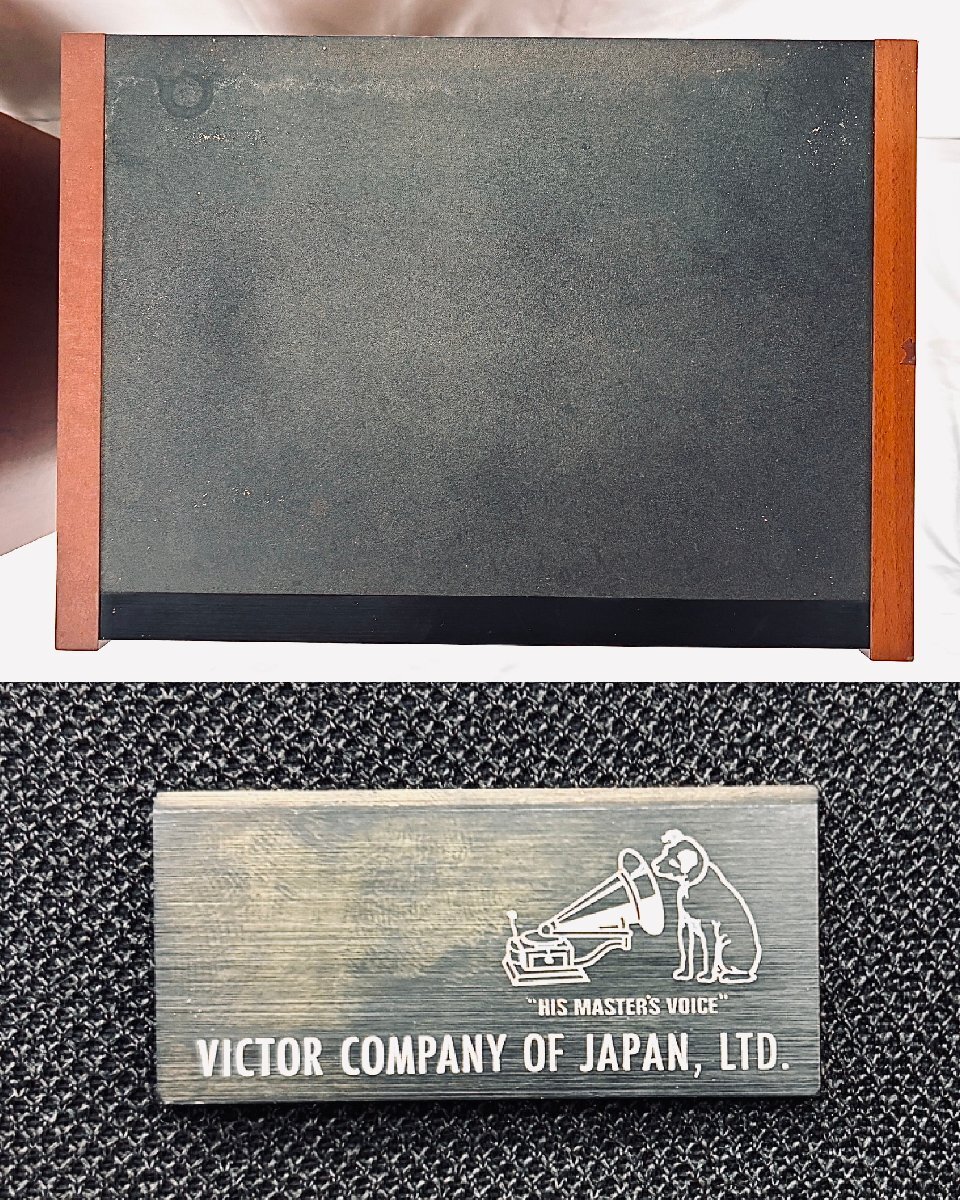 "HIS MASTER'S VOICE"
VICTOR COMPANY OF JAPAN, LTD.